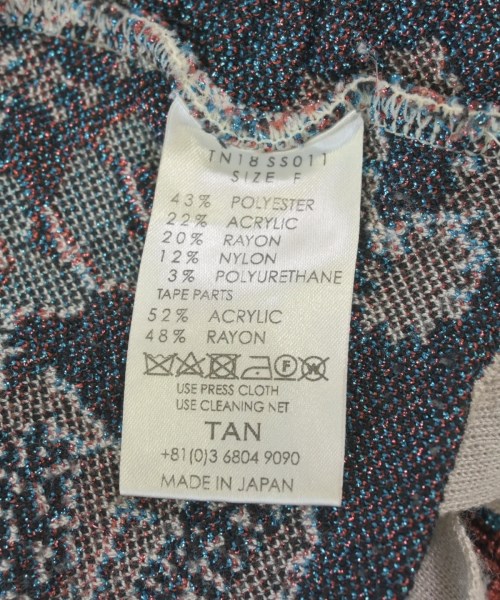 TN18SS011
SIZE F
43% POLYESTER
22% ACRYLIC
20% RAYON
12% NYLON
3% POLYURETHANE
TAPE PARTS
52% ACRYLIC
48% RAYON
F W
USE PRESS CLOTH
USE CLEANING NET
TAN
+81(0)3 6804 9090
MADE IN JAPAN